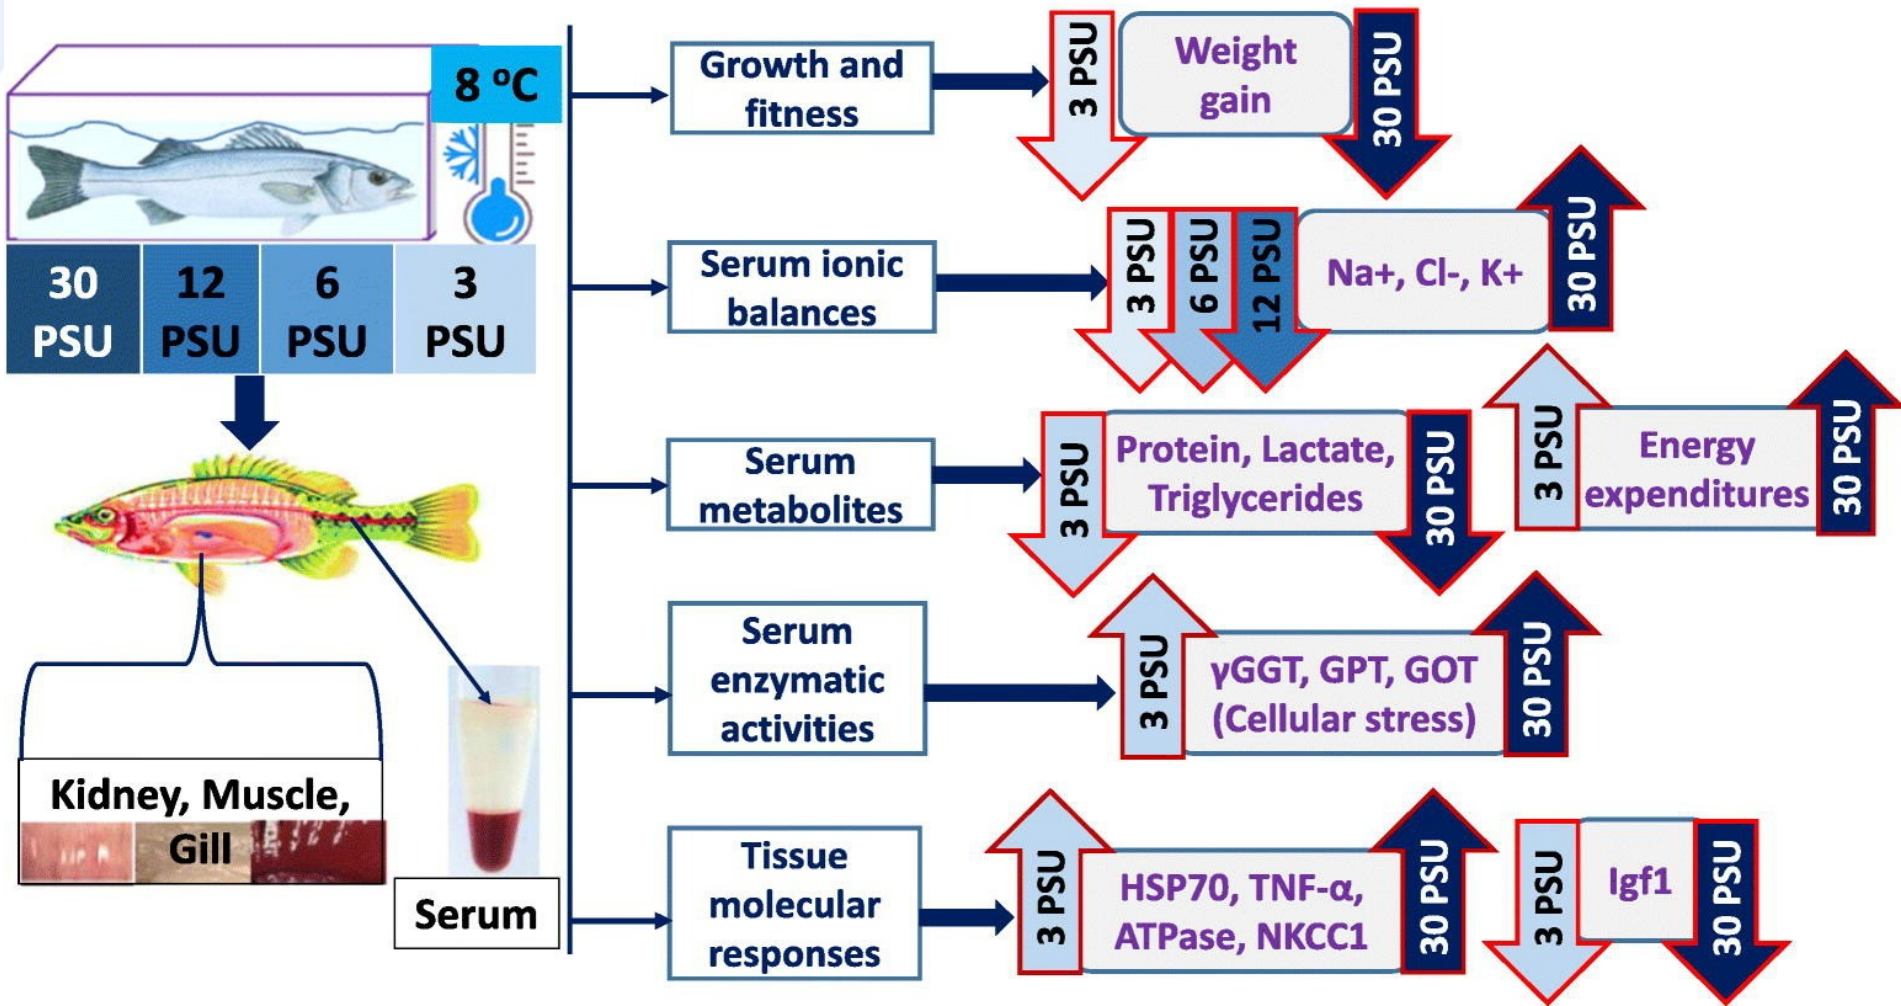 8 °C
30
PSU
12
PSU
6
PSU
3
PSU
Kidney, Muscle,
Gill
Serum
Growth and
fitness
3 PSU
Weight
gain
30 PSU
Serum ionic
balances
3 PSU
6 PSU
12 PSU
Na+, Cl-, K+
30 PSU
Serum
metabolites
3 PSU
Protein, Lactate,
Triglycerides
30 PSU
3 PSU
Energy
expenditures
30 PSU
Serum
enzymatic
activities
3 PSU
γGGT, GPT, GOT
(Cellular stress)
30 PSU
Tissue
molecular
responses
3 PSU
HSP70, TNF-α,
ATPase, NKCC1
30 PSU
3 PSU
Igf1
30 PSU